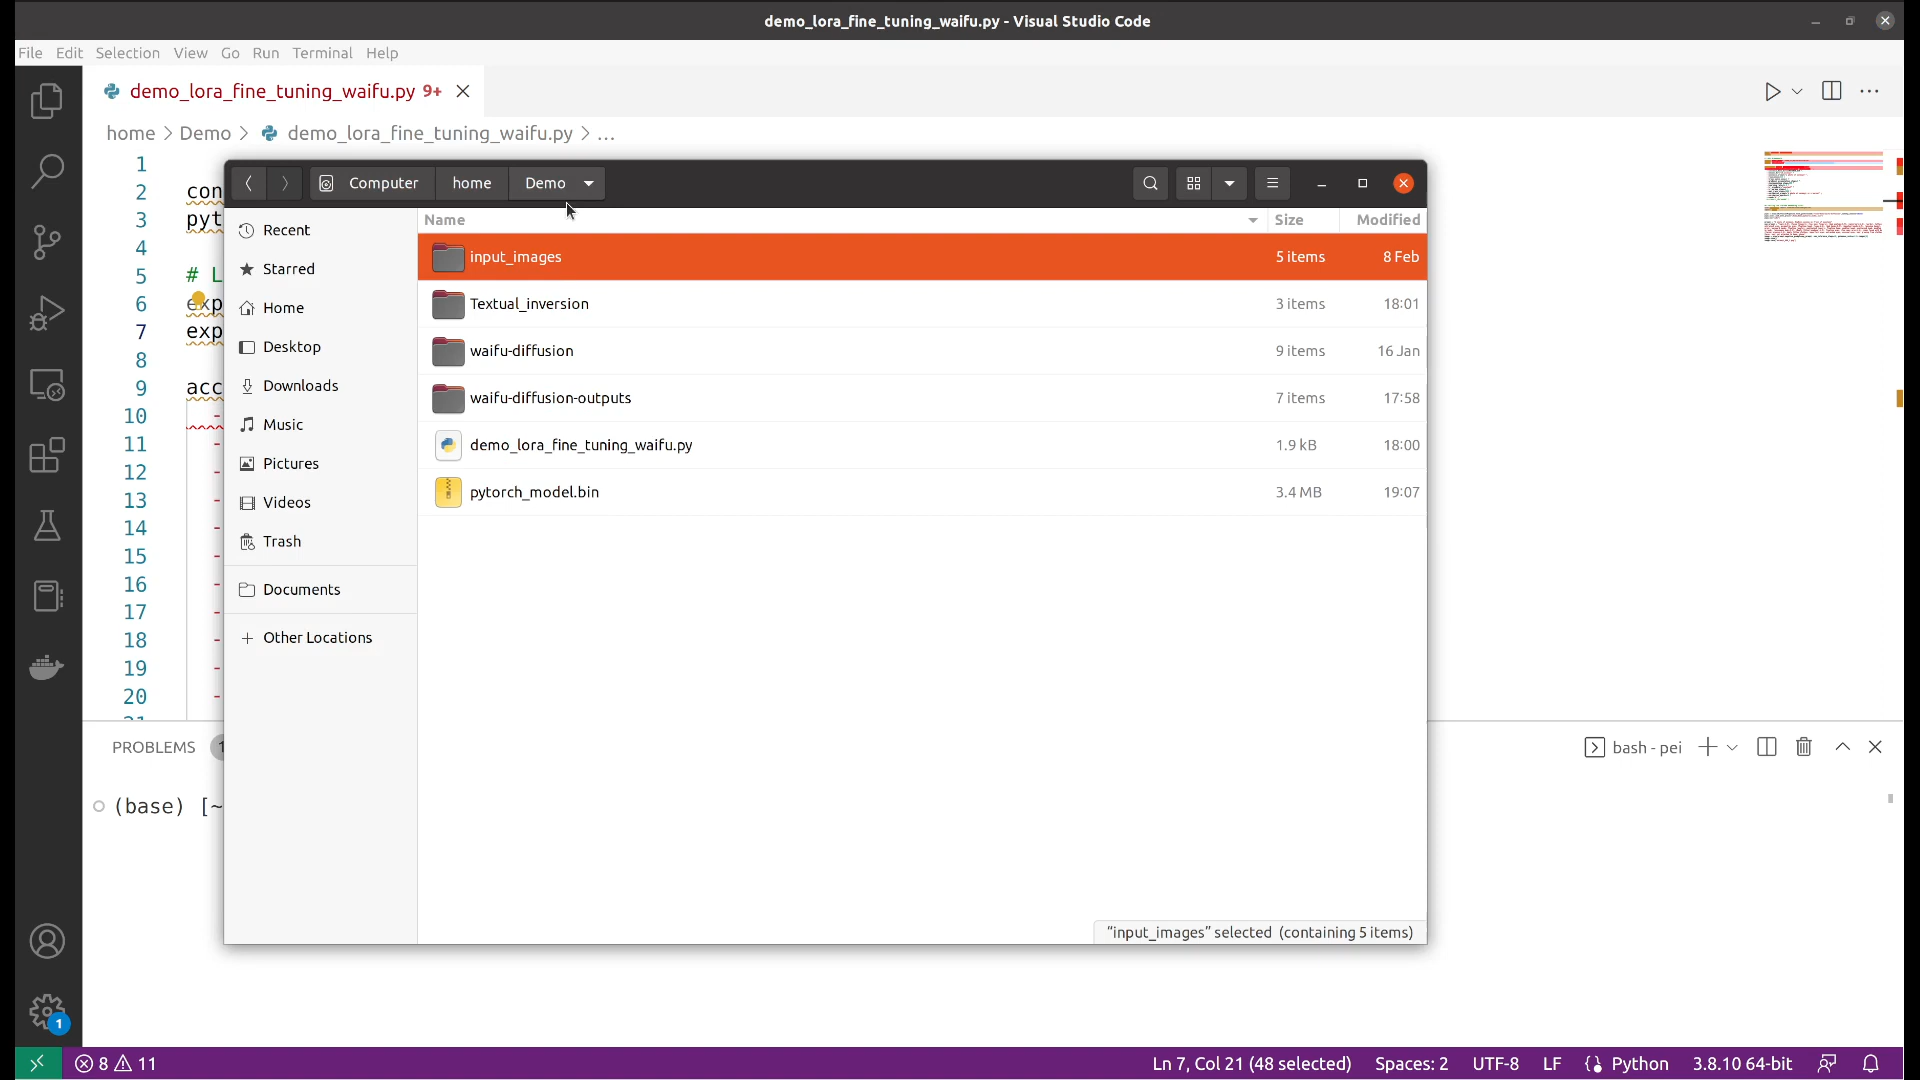 demo_lora_fine_tuning_waifu.py - Visual Studio Code
File Edit Selection View Go Run Terminal Help
demo_lora_fine_tuning_waifu.py 9+
home > Demo > demo_lora_fine_tuning_waifu.py > ...
1
2 con
3 pyt
4
5 # L
6 exp
7 exp
8
9 acc
10 -
11 -
12 -
13 -
14 -
15 -
16 -
17 -
18 -
19 -
20 -
21
Computer home Demo
Recent
Starred
Home
Desktop
Downloads
Music
Pictures
Videos
Trash
Documents
+ Other Locations
Name Size Modified
input_images 5 items 8 Feb
Textual_inversion 3 items 18:01
waifu-diffusion 9 items 16 Jan
waifu-diffusion-outputs 7 items 17:58
demo_lora_fine_tuning_waifu.py 1.9 kB 18:00
pytorch_model.bin 3.4 MB 19:07
"input_images" selected (containing 5 items)
PROBLEMS 1
bash - pei
(base) [~
1
8 11
Ln 7, Col 21 (48 selected) Spaces: 2 UTF-8 LF Python 3.8.10 64-bit